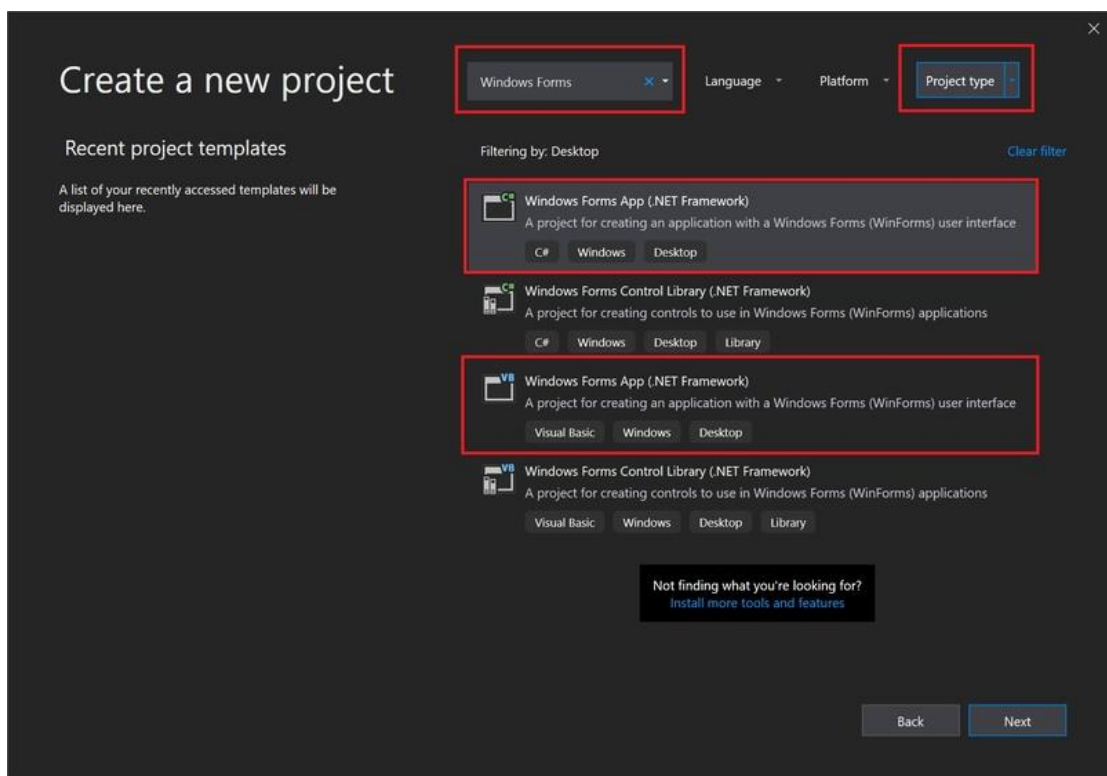 Create a new project
Windows Forms
Language
Platform
Project type
Recent project templates
A list of your recently accessed templates will be
displayed here.
Filtering by: Desktop
Clear filter
C#
Windows Forms App (.NET Framework)
A project for creating an application with a Windows Forms (WinForms) user interface
C# Windows Desktop
C#
Windows Forms Control Library (.NET Framework)
A project for creating controls to use in Windows Forms (WinForms) applications
C# Windows Desktop Library
VB
Windows Forms App (.NET Framework)
A project for creating an application with a Windows Forms (WinForms) user interface
Visual Basic Windows Desktop
VB
Windows Forms Control Library (.NET Framework)
A project for creating controls to use in Windows Forms (WinForms) applications
Visual Basic Windows Desktop Library
Not finding what you're looking for?
Install more tools and features
Back
Next